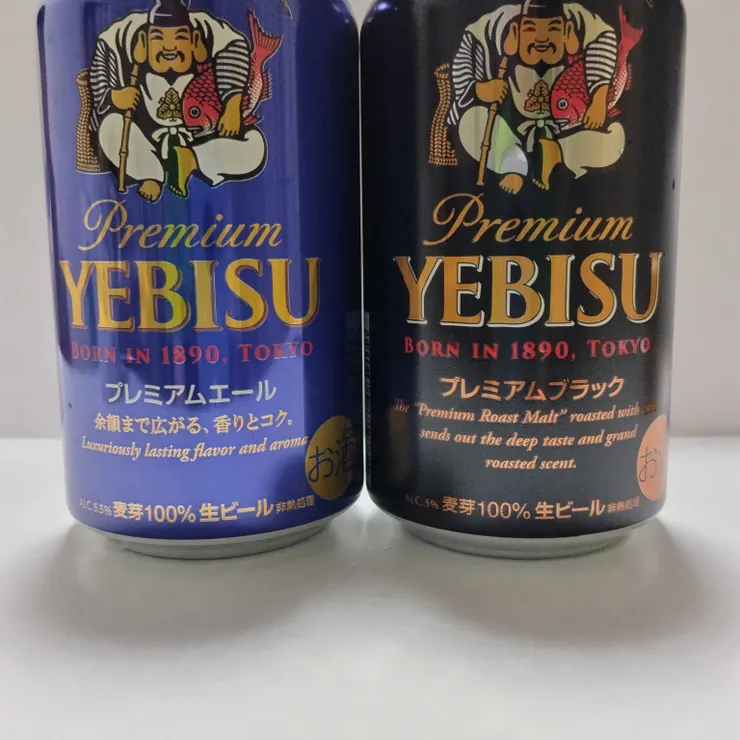 Premium
YEBISU
BORN IN 1890, TOKYO
プレミアムエール
余韻まで広がる、香りとコク。
Luxuriously lasting flavor and aroma
お酒
ALC.5.5% 麦芽100% 生ビール 非熱処理
Premium
YEBISU
BORN IN 1890, TOKYO
プレミアムブラック
The "Premium Roast Malt" roasted with care
sends out the deep taste and grand
roasted scent.
お
ALC.5% 麦芽100% 生ビール 非熱処理